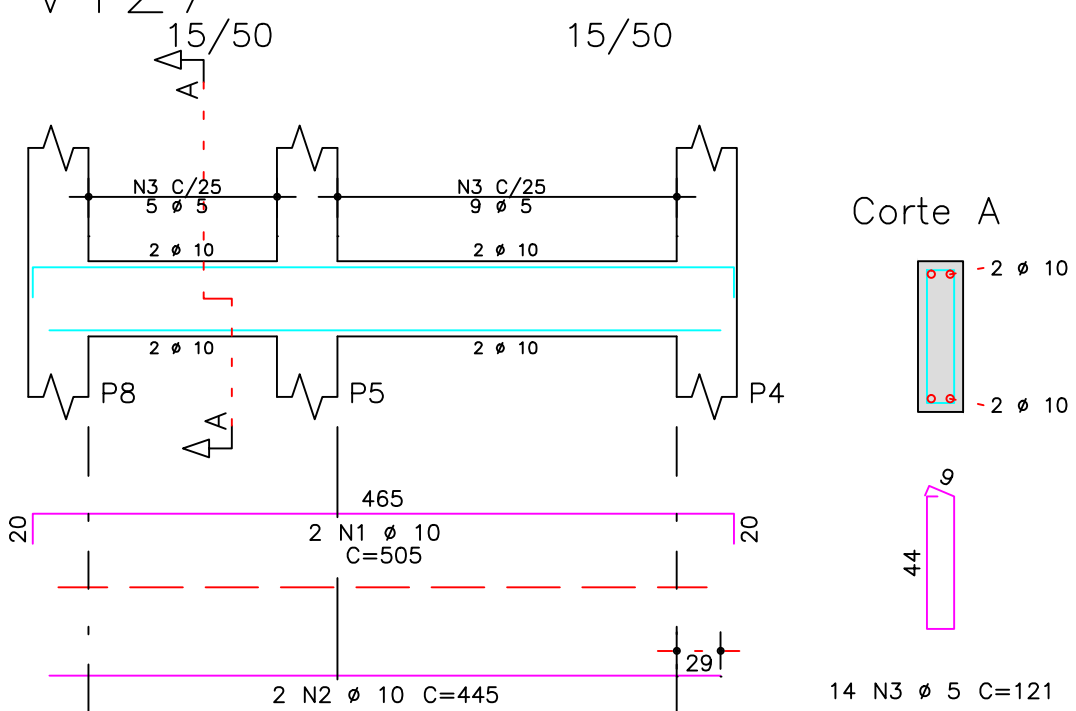 15/50
15/50
A
N3 C/25
5 ø 5
N3 C/25
9 ø 5
2 ø 10
2 ø 10
Corte A
2 ø 10
2 ø 10
2 ø 10
2 ø 10
P8
P5
P4
A
465
20
2 N1 ø 10
C=505
20
9
44
29
2 N2 ø 10 C=445
14 N3 ø 5 C=121